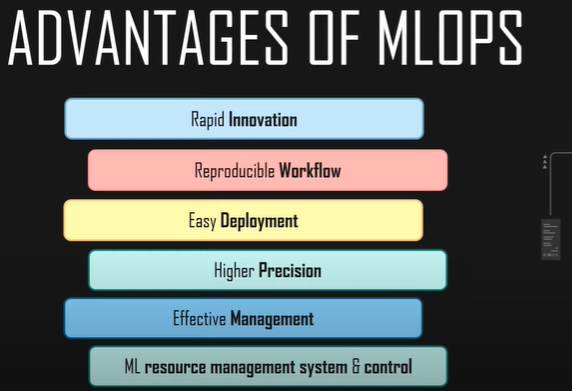 ADVANTAGES OF MLOPS
Rapid Innovation
Reproducible Workflow
Easy Deployment
Higher Precision
Effective Management
ML resource management system & control